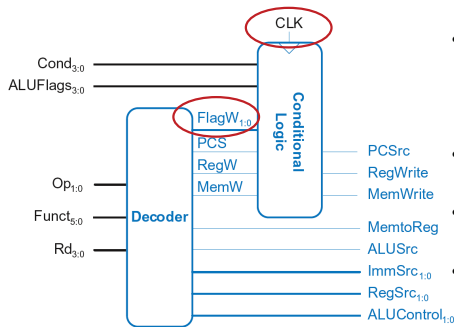 CLK
Cond3:0
ALUFlags3:0
Conditional
Logic
FlagW1:0
PCS
PCSrc
RegW
RegWrite
Op1:0
MemW
MemWrite
Funct5:0
Decoder
MemtoReg
Rd3:0
ALUSrc
ImmSrc1:0
RegSrc1:0
ALUControl1:0